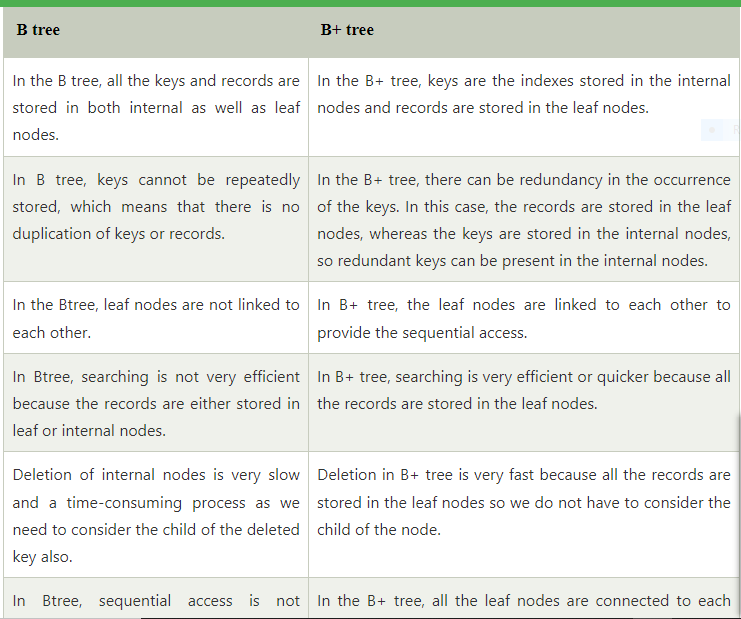 B tree
B+ tree
In the B tree, all the keys and records are
stored in both internal as well as leaf
nodes.
In the B+ tree, keys are the indexes stored in the internal
nodes and records are stored in the leaf nodes.
In B tree, keys cannot be repeatedly
stored, which means that there is no
duplication of keys or records.
In the B+ tree, there can be redundancy in the occurrence
of the keys. In this case, the records are stored in the leaf
nodes, whereas the keys are stored in the internal nodes,
so redundant keys can be present in the internal nodes.
In the Btree, leaf nodes are not linked to
each other.
In B+ tree, the leaf nodes are linked to each other to
provide the sequential access.
In Btree, searching is not very efficient
because the records are either stored in
leaf or internal nodes.
In B+ tree, searching is very efficient or quicker because all
the records are stored in the leaf nodes.
Deletion of internal nodes is very slow
and a time-consuming process as we
need to consider the child of the deleted
key also.
Deletion in B+ tree is very fast because all the records are
stored in the leaf nodes so we do not have to consider the
child of the node.
In Btree, sequential access is not
In the B+ tree, all the leaf nodes are connected to each